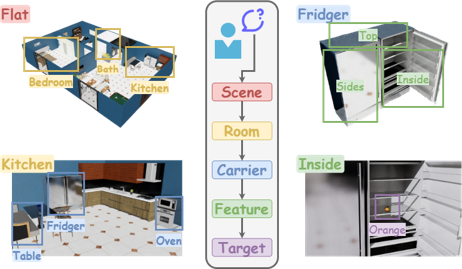 Flat
Bedroom
Bath
Kitchen
Kitchen
Fridger
Table
Oven
?
Scene
Room
Carrier
Feature
Target
Fridger
Top
Sides
Inside
Inside
Orange